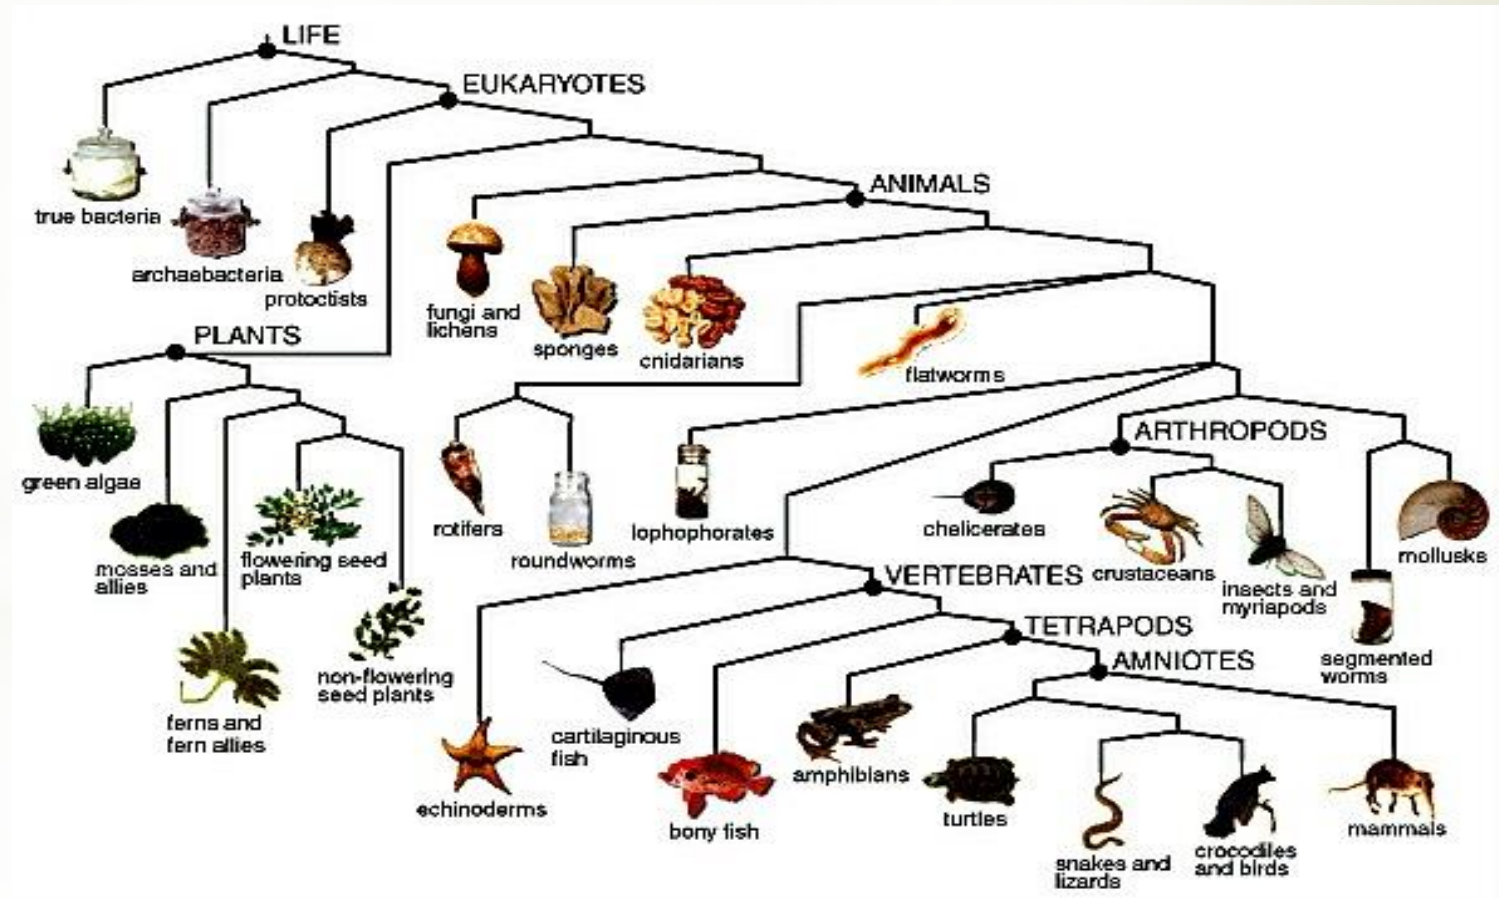 LIFE
EUKARYOTES
ANIMALS
true bacteria
archaebacteria
protoctists
fungi and
lichens
sponges
cnidarians
flatworms
PLANTS
green algae
mosses and
allies
flowering seed
plants
ferns and
fern allies
non-flowering
seed plants
rotifers
roundworms
lophophorates
ARTHROPODS
chelicerates
crustaceans
insects and
myriapods
mollusks
segmented
worms
VERTEBRATES
TETRAPODS
AMNIOTES
echinoderms
cartilaginous
fish
bony fish
amphibians
turtles
snakes and
lizards
crocodiles
and birds
mammals